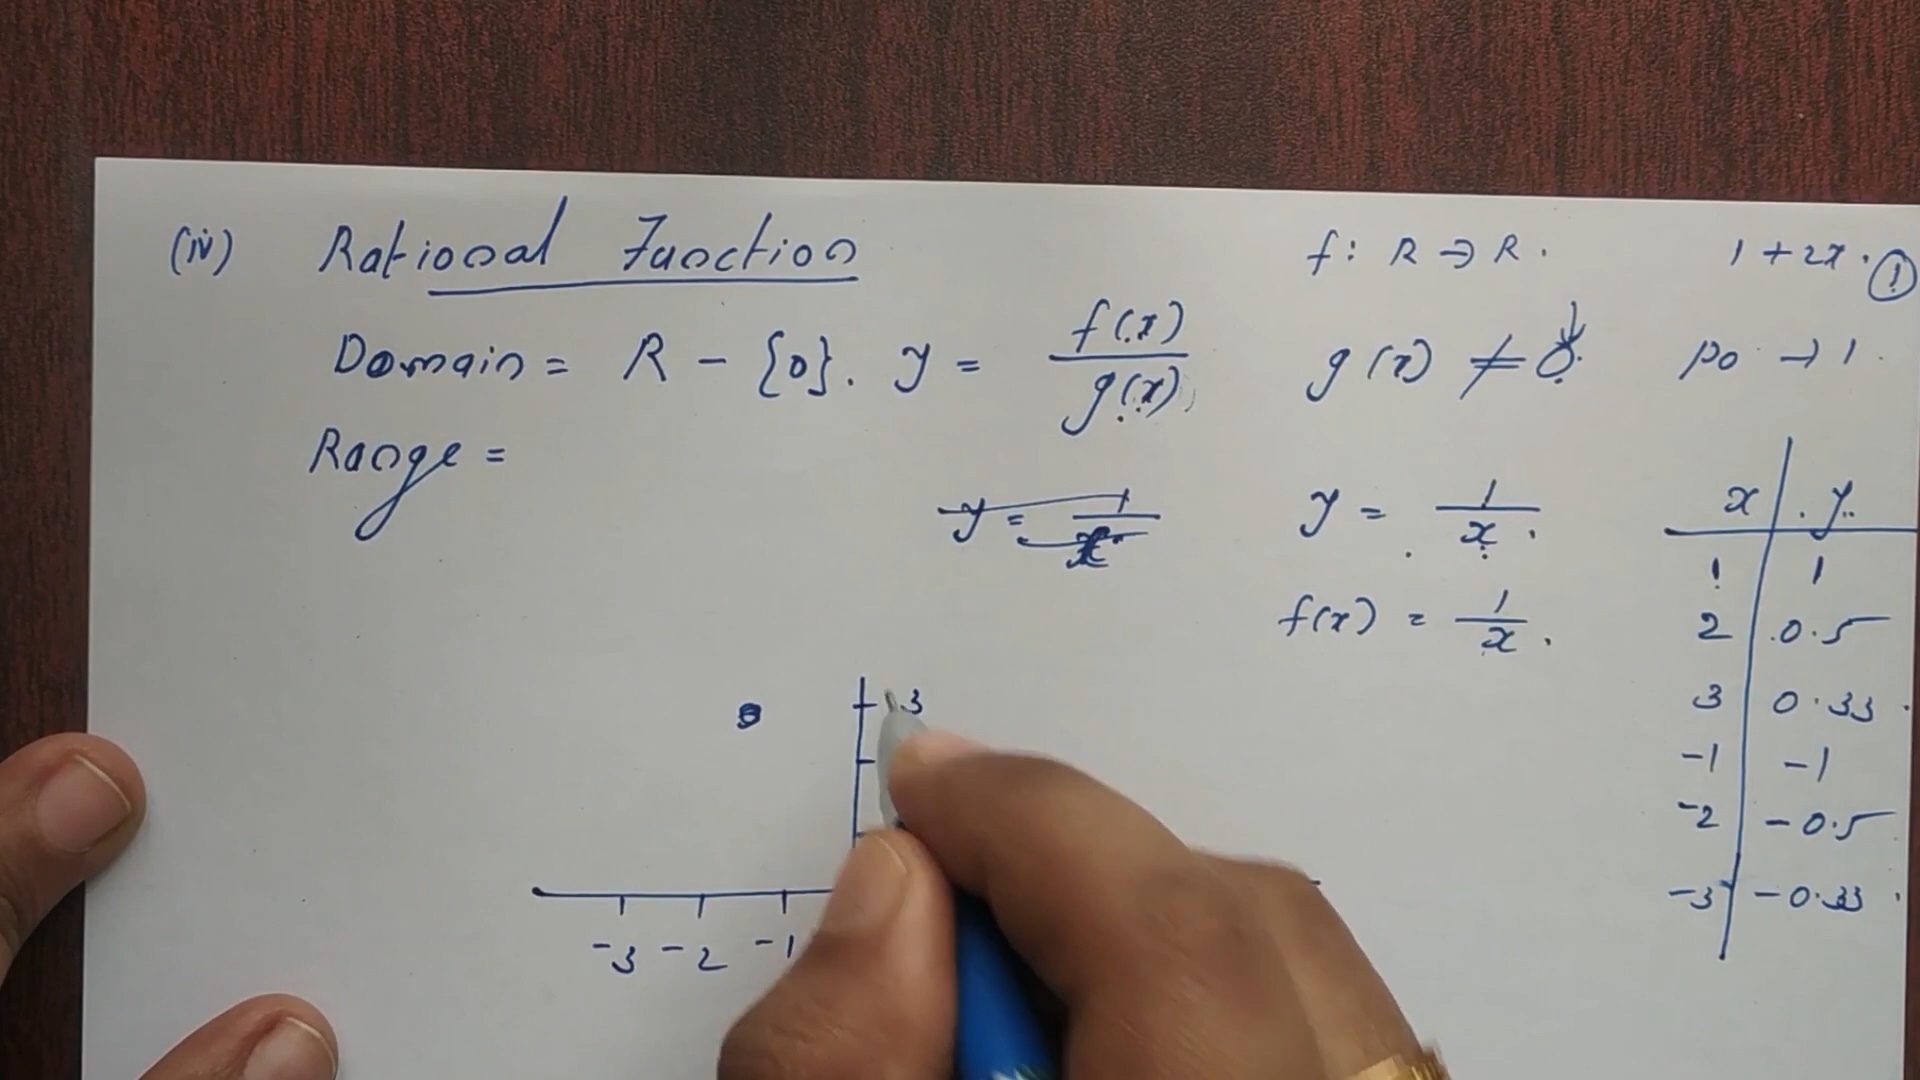 (iv) Rational Function f: R → R. 1 + 2x. 1
Domain = R - {0}. y = f(x) / g(x) g(x) ≠ 0. po → 1.
Range =
y = 1/x y = 1/x. x | y
f(x) = 1/x.
1 | 1
2 | 0.5
3 | 0.33
-1 | -1
-2 | -0.5
-3 | -0.33
3
-3 -2 -1